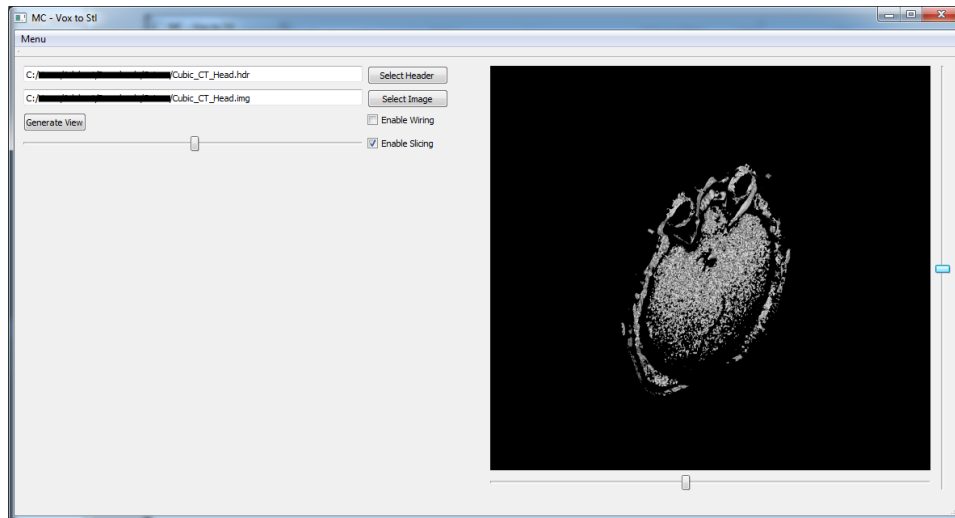 MC - Vox to Stl
Menu
C:/ /Cubic_CT_Head.hdr
Select Header
C:/ /Cubic_CT_Head.img
Select Image
Generate View
Enable Wiring
Enable Slicing